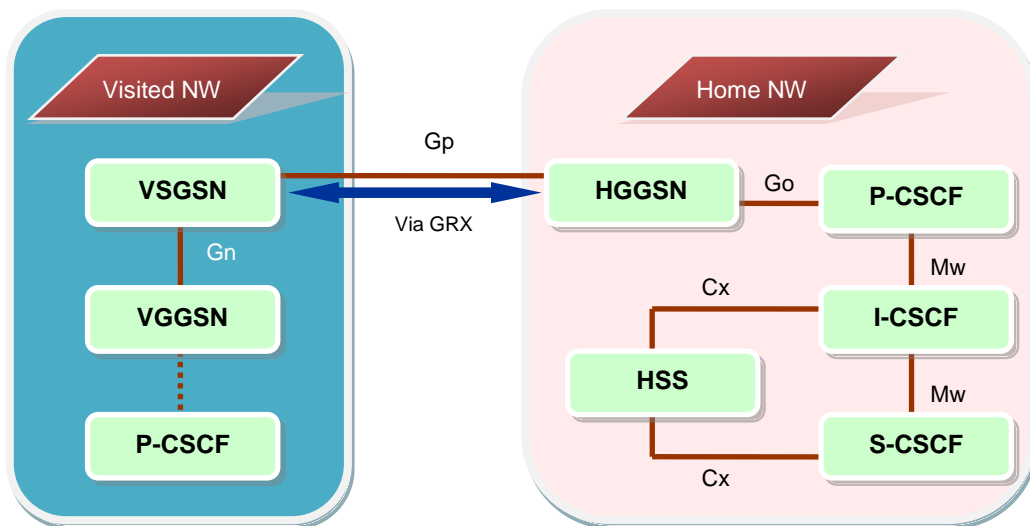 Visited NW
VSGSN
Gn
VGGSN
P-CSCF
Gp
Via GRX
Home NW
HGGSN
Go
P-CSCF
Mw
Cx
I-CSCF
HSS
Mw
S-CSCF
Cx